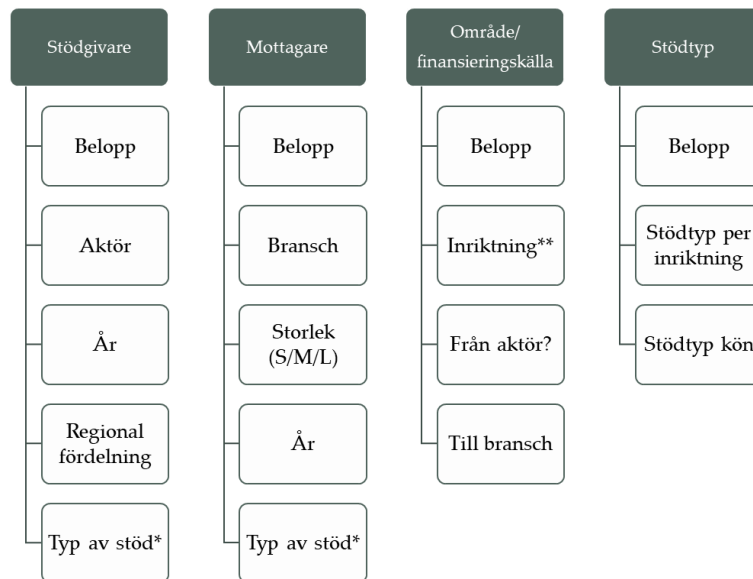 Stödgivare
Belopp
Aktör
År
Regional
fördelning
Typ av stöd*
Mottagare
Belopp
Bransch
Storlek
(S/M/L)
År
Typ av stöd*
Område/
finansieringskälla
Belopp
Inriktning**
Från aktör?
Till bransch
Stödtyp
Belopp
Stödtyp per
inriktning
Stödtyp kön